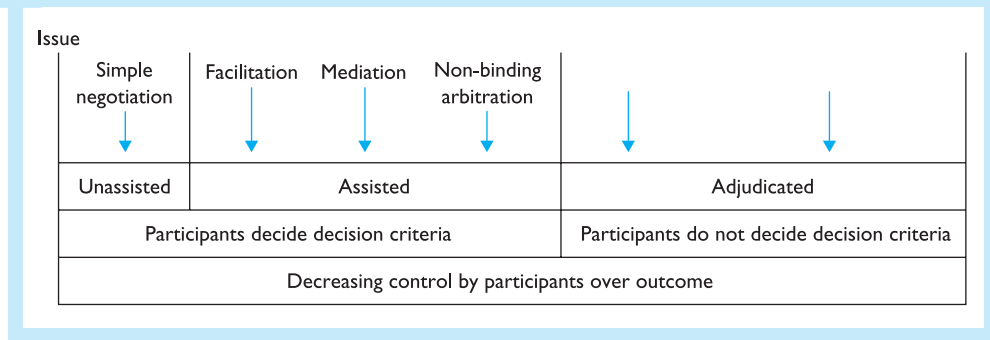 Issue
Simple
negotiation
Facilitation
Mediation
Non-binding
arbitration
Unassisted
Assisted
Adjudicated
Participants decide decision criteria
Participants do not decide decision criteria
Decreasing control by participants over outcome